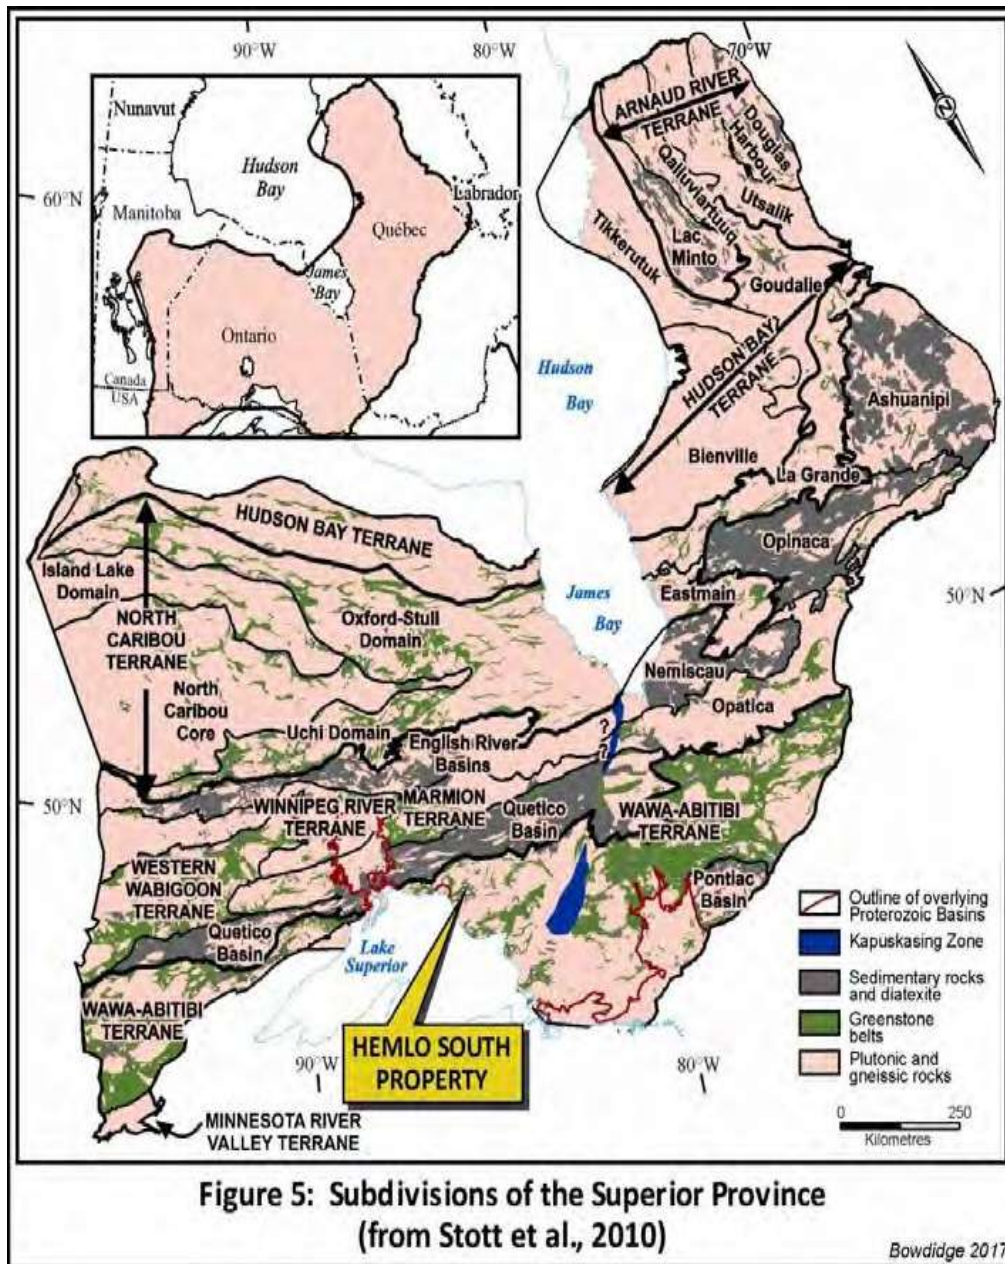 90°W
80°W
70°W
60°N
Nunavut
Hudson
Bay
Manitoba
Labrador
Québec
James
Bay
Ontario
Canada
USA
N
ARNAUD RIVER
TERRANE
Douglas
Harbour
Qalluviartuuq
Utsalik
Tikkerutuk
Lac
Minto
Goudalie
HUDSON BAY
TERRANE
Hudson
Bay
Ashuanipi
Bienville
La Grande
HUDSON BAY TERRANE
Opinaca
Island Lake
Domain
James
Bay
Eastmain
50°N
NORTH
CARIBOU
TERRANE
Oxford-Stull
Domain
Nemiscau
North
Caribou
Core
Opatica
Uchi Domain
English River
Basins
?
?
50°N
WINNIPEG RIVER
TERRANE
MARMION
TERRANE
Quetico
Basin
WAWA-ABITIBI
TERRANE
WESTERN
WABIGOON
TERRANE
Pontiac
Basin
Quetico
Basin
Lake
Superior
WAWA-ABITIBI
TERRANE
HEMLO SOUTH
PROPERTY
90°W
80°W
MINNESOTA RIVER
VALLEY TERRANE
Outline of overlying
Proterozoic Basins
Kapuskasing Zone
Sedimentary rocks
and diatexite
Greenstone
belts
Plutonic and
gneissic rocks
0 250
Kilometres
Figure 5: Subdivisions of the Superior Province
(from Stott et al., 2010)
Bowdidge 2017